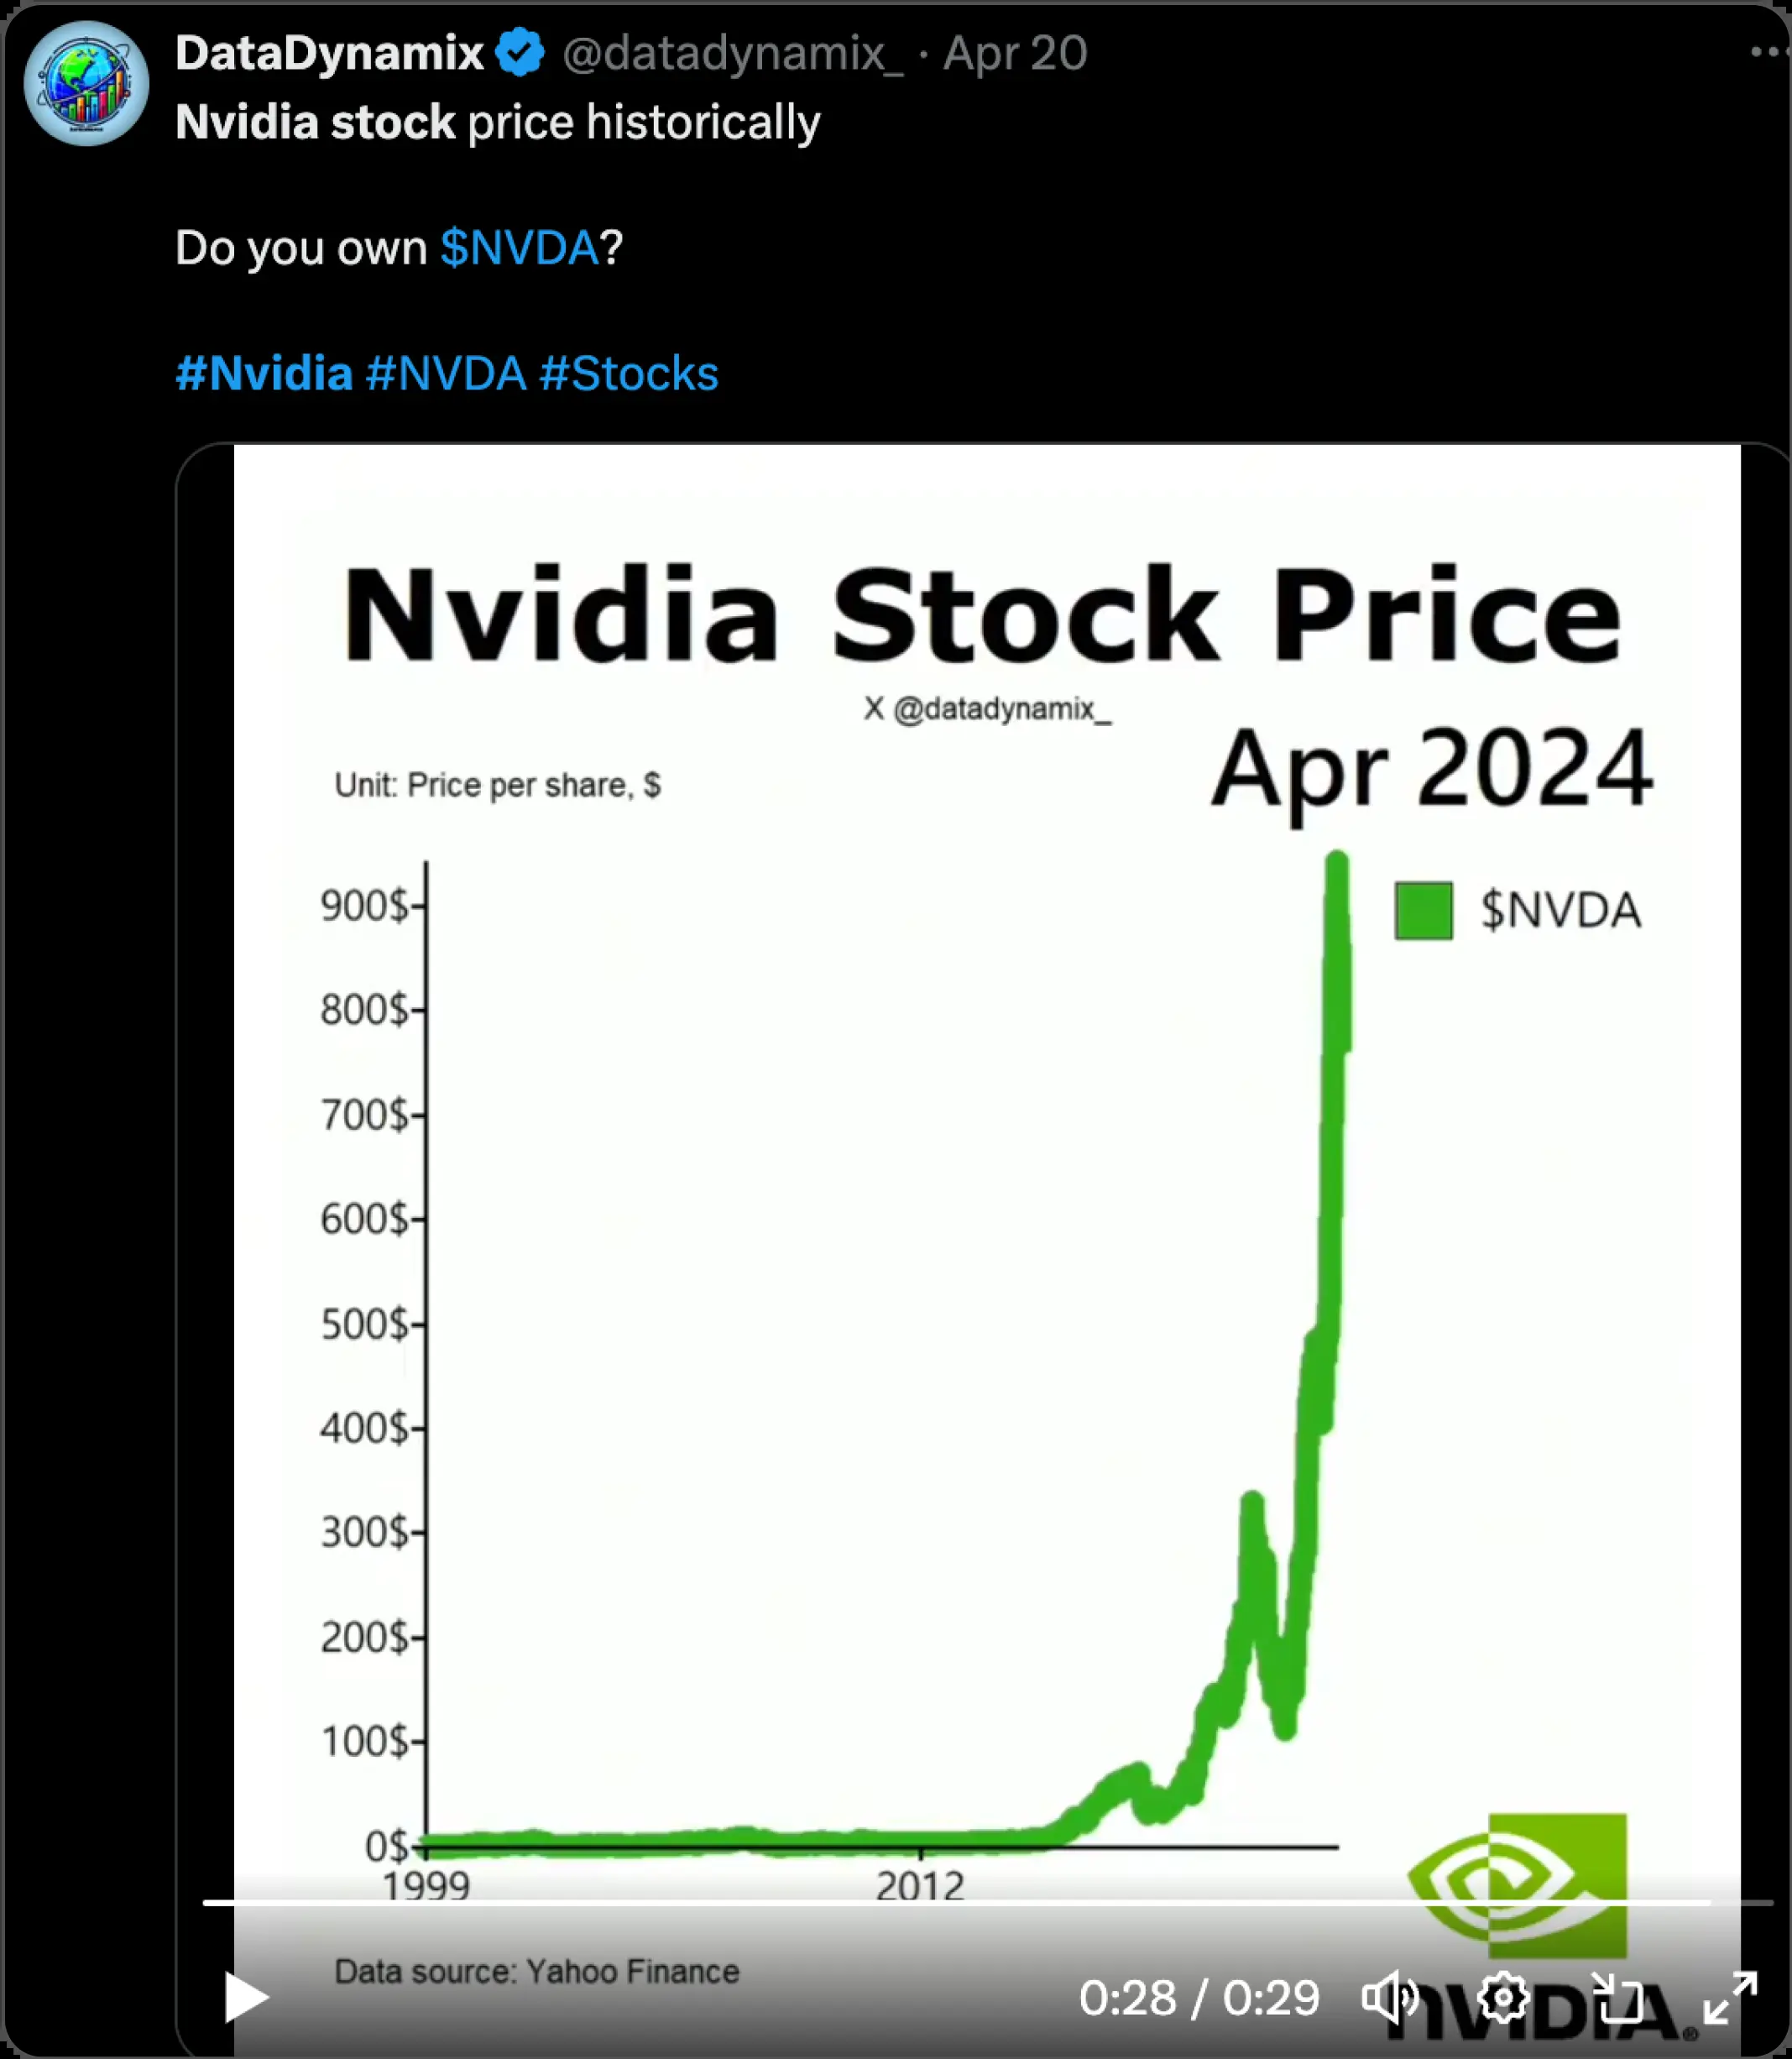 DataDynamix @datadynamix_ · Apr 20
Nvidia stock price historically
Do you own $NVDA?
#Nvidia #NVDA #Stocks
Nvidia Stock Price
X @datadynamix_
Apr 2024
Unit: Price per share, $
$NVDA
900$
800$
700$
600$
500$
400$
300$
200$
100$
0$
1999 2012
Data source: Yahoo Finance
0:28 / 0:29
nVIDIA®